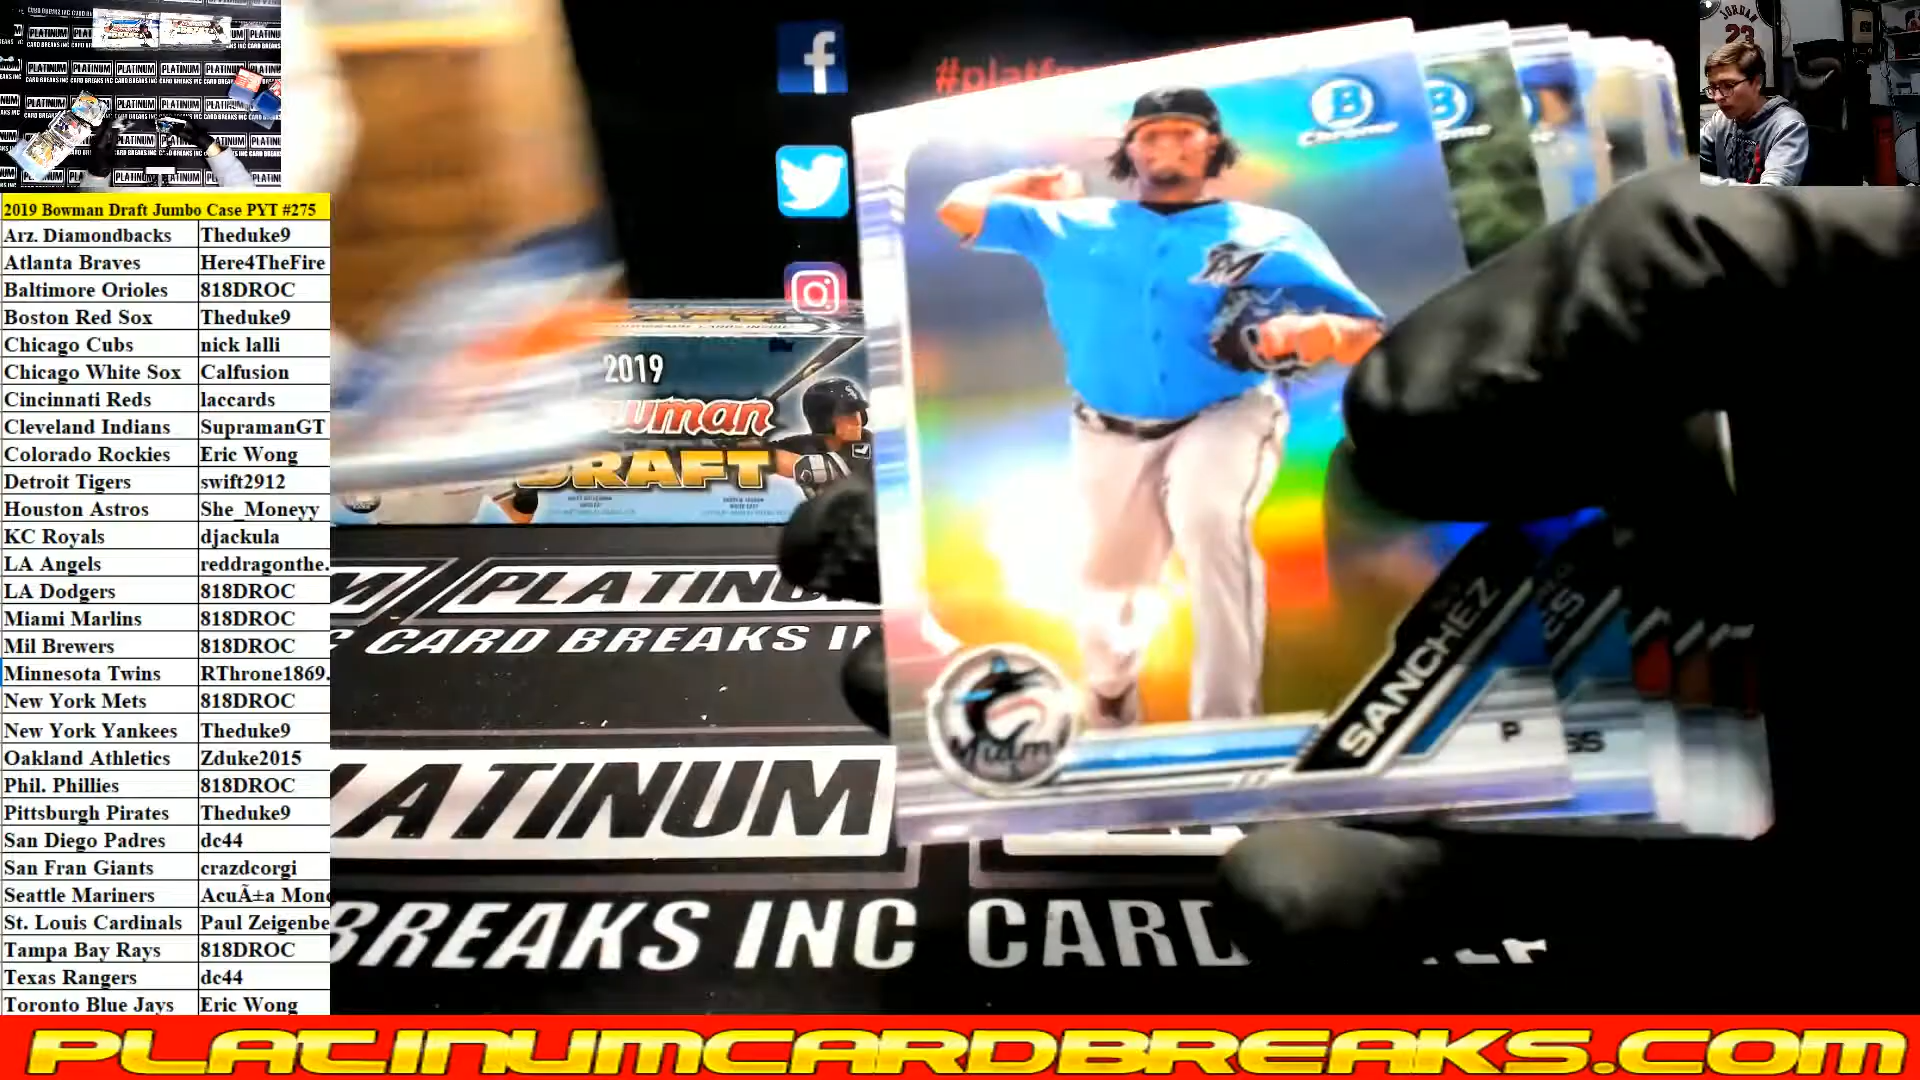 2019 Bowman Draft Jumbo Case PYT #275
Arz. Diamondbacks Theduke9
Atlanta Braves Here4TheFire
Baltimore Orioles 818DROC
Boston Red Sox Theduke9
Chicago Cubs nick lalli
Chicago White Sox Calfusion
Cincinnati Reds laccards
Cleveland Indians SupramanGT
Colorado Rockies Eric Wong
Detroit Tigers swift2912
Houston Astros She_Moneyy
KC Royals djackula
LA Angels reddragonthe.
LA Dodgers 818DROC
Miami Marlins 818DROC
Mil Brewers 818DROC
Minnesota Twins RThrone1869.
New York Mets 818DROC
New York Yankees Theduke9
Oakland Athletics Zduke2015
Phil. Phillies 818DROC
Pittsburgh Pirates Theduke9
San Diego Padres dc44
San Fran Giants crazdcorgi
Seattle Mariners AcuÃ±a Mon
St. Louis Cardinals Paul Zeigenbe
Tampa Bay Rays 818DROC
Texas Rangers dc44
Toronto Blue Jays Eric Wong
2019
DRAFT
B
Chrome
JORDAN
23
SANCHEZ
P
SS
Miami
PLATINUM
CARD BREAKS
BREAKS INC CARD
PLATINUMCARDBREAKS.COM